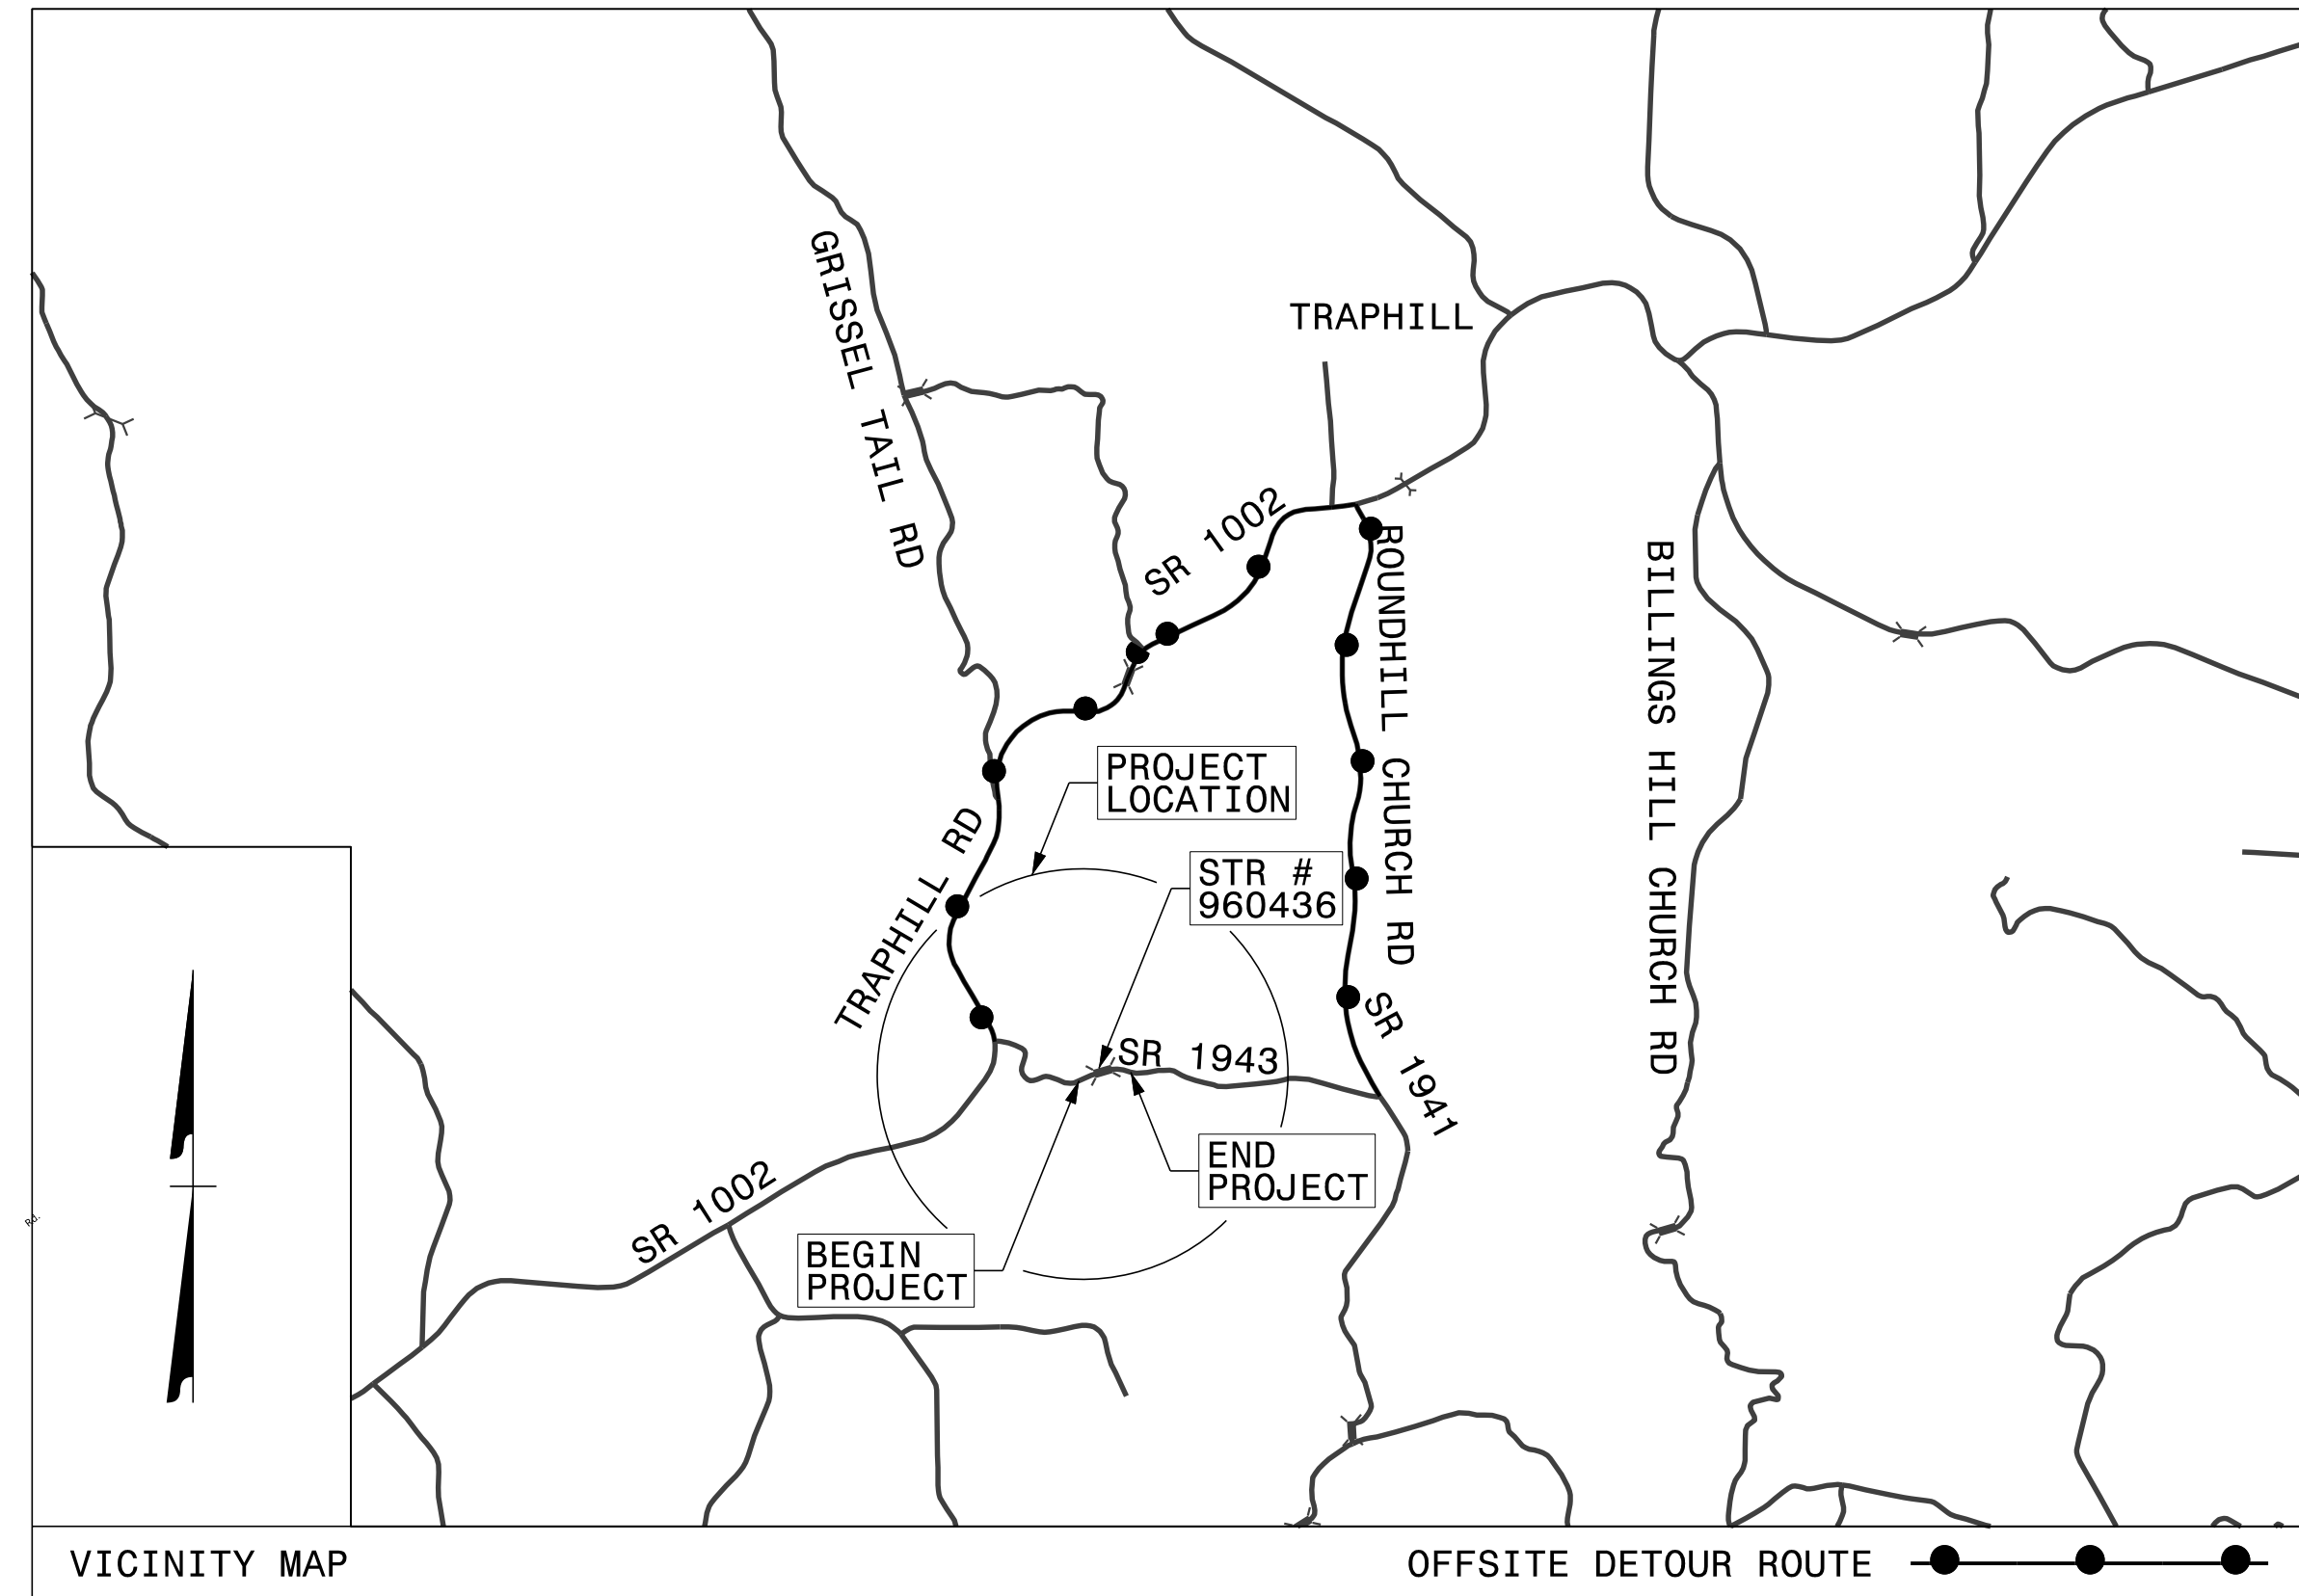 TRAPHILL
GRISSEL TAIL RD
SR 1002
ROUNDHILL CHURCH RD
BILLINGS HILL CHURCH RD
PROJECT
LOCATION
TRAPHILL RD
STR #
960436
SR 1943
SR 1941
END
PROJECT
SR 1002
BEGIN
PROJECT
Rd.
VICINITY MAP
OFFSITE DETOUR ROUTE